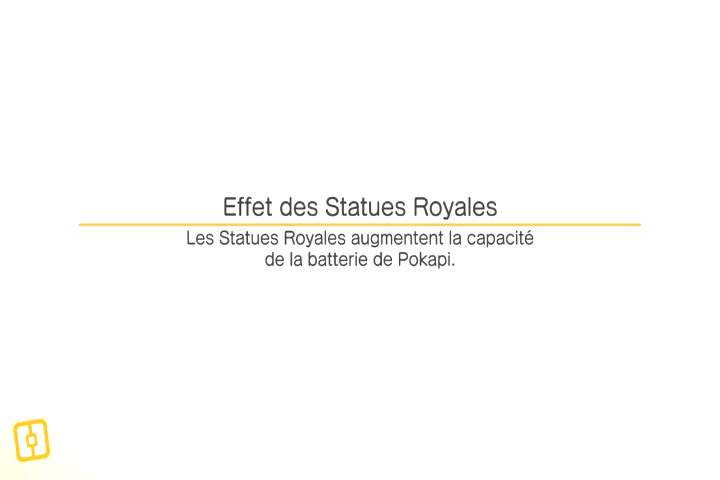 Effet des Statues Royales
Les Statues Royales augmentent la capacité
de la batterie de Pokapi.